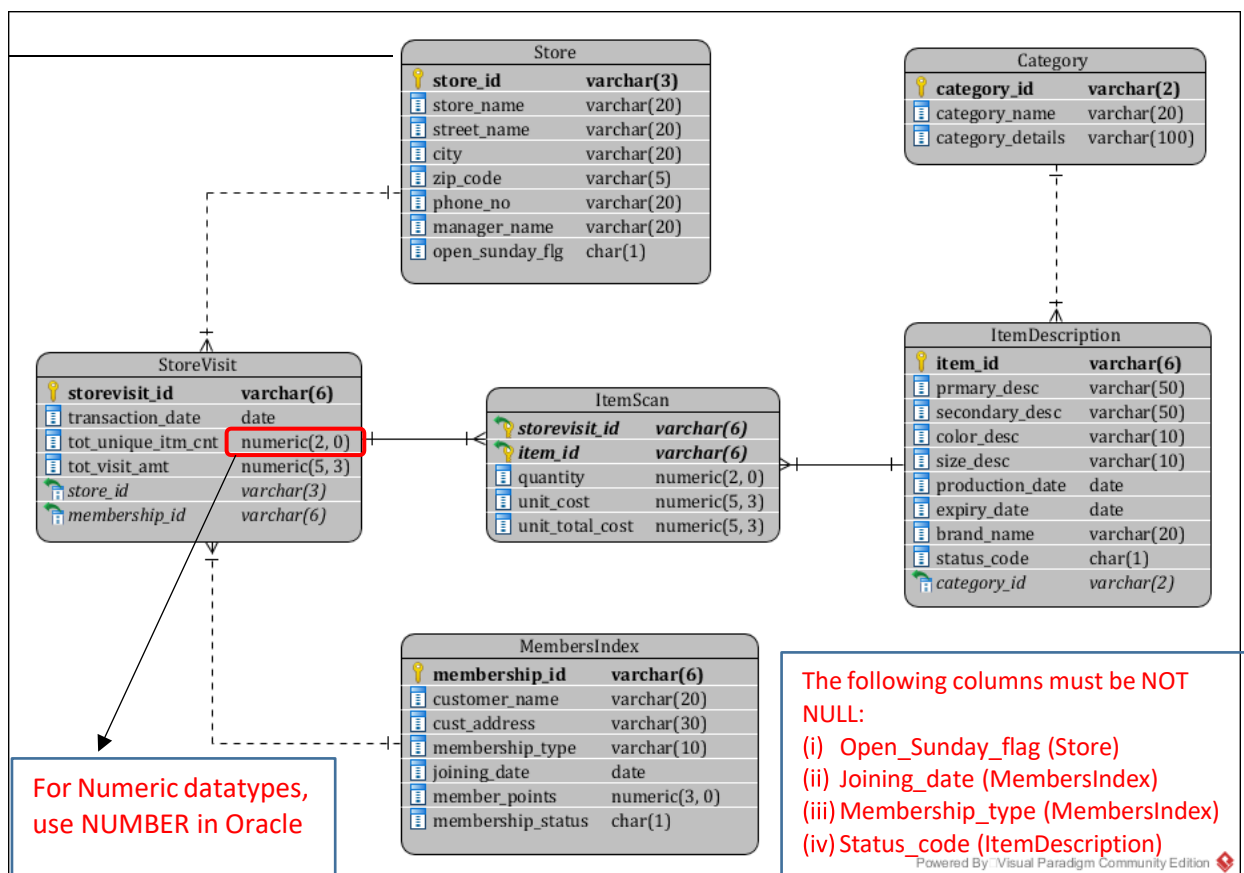 Store
store_id varchar(3)
store_name varchar(20)
street_name varchar(20)
city varchar(20)
zip_code varchar(5)
phone_no varchar(20)
manager_name varchar(20)
open_sunday_flg char(1)
Category
category_id varchar(2)
category_name varchar(20)
category_details varchar(100)
StoreVisit
storevisit_id varchar(6)
transaction_date date
tot_unique_itm_cnt numeric(2, 0)
tot_visit_amt numeric(5, 3)
store_id varchar(3)
membership_id varchar(6)
ItemScan
storevisit_id varchar(6)
item_id varchar(6)
quantity numeric(2, 0)
unit_cost numeric(5, 3)
unit_total_cost numeric(5, 3)
ItemDescription
item_id varchar(6)
prmary_desc varchar(50)
secondary_desc varchar(50)
color_desc varchar(10)
size_desc varchar(10)
production_date date
expiry_date date
brand_name varchar(20)
status_code char(1)
category_id varchar(2)
MembersIndex
membership_id varchar(6)
customer_name varchar(20)
cust_address varchar(30)
membership_type varchar(10)
joining_date date
member_points numeric(3, 0)
membership_status char(1)
For Numeric datatypes,
use NUMBER in Oracle
The following columns must be NOT
NULL:
(i) Open_Sunday_flag (Store)
(ii) Joining_date (MembersIndex)
(iii) Membership_type (MembersIndex)
(iv) Status_code (ItemDescription)
Powered By Visual Paradigm Community Edition